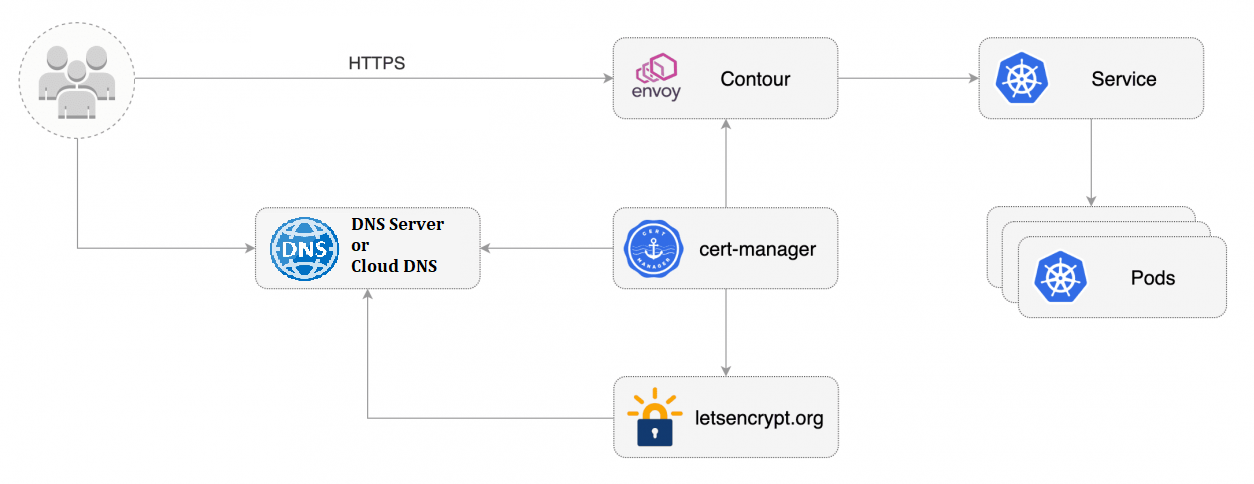 HTTPS
envoy
Contour
Service
DNS
DNS Server
or
Cloud DNS
CERT
MANAGER
cert-manager
Pods
letsencrypt.org